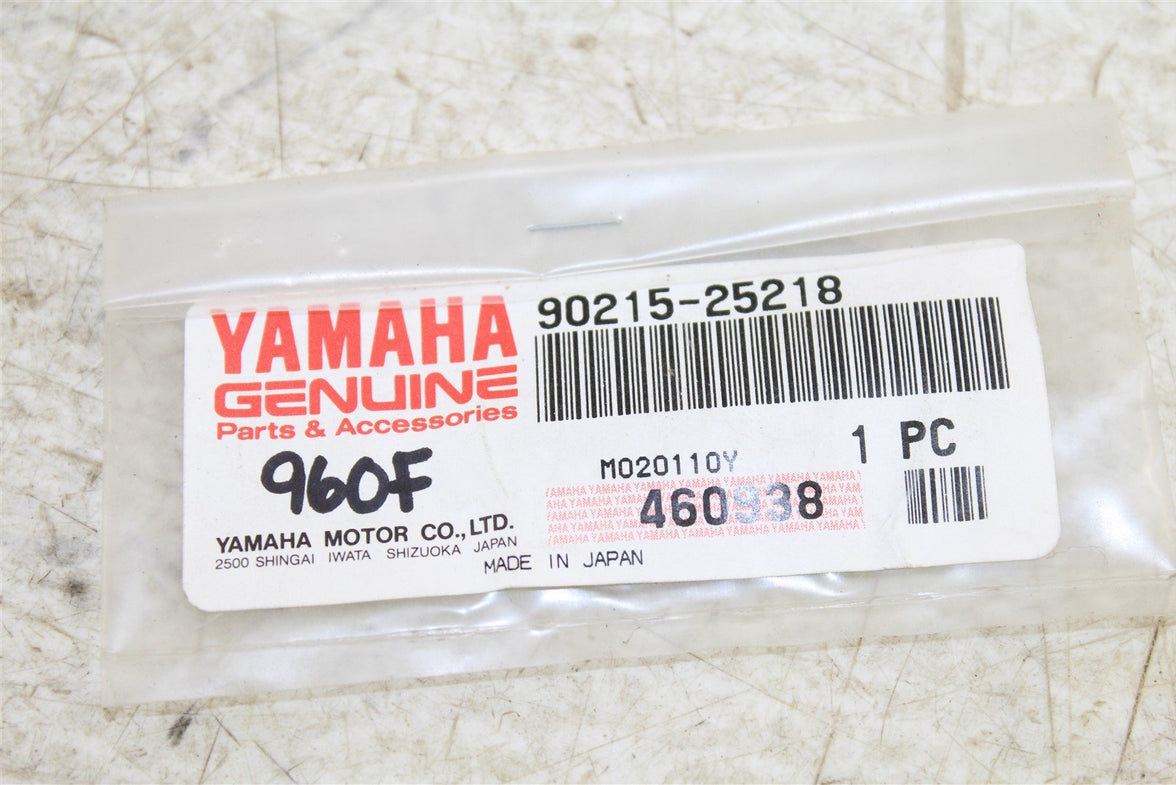 YAMAHA
GENUINE
Parts & Accessories
960F
YAMAHA MOTOR CO., LTD.
2500 SHINGAI IWATA SHIZUOKA JAPAN
90215-25218
M020110Y
1 PC
460938
MADE IN JAPAN